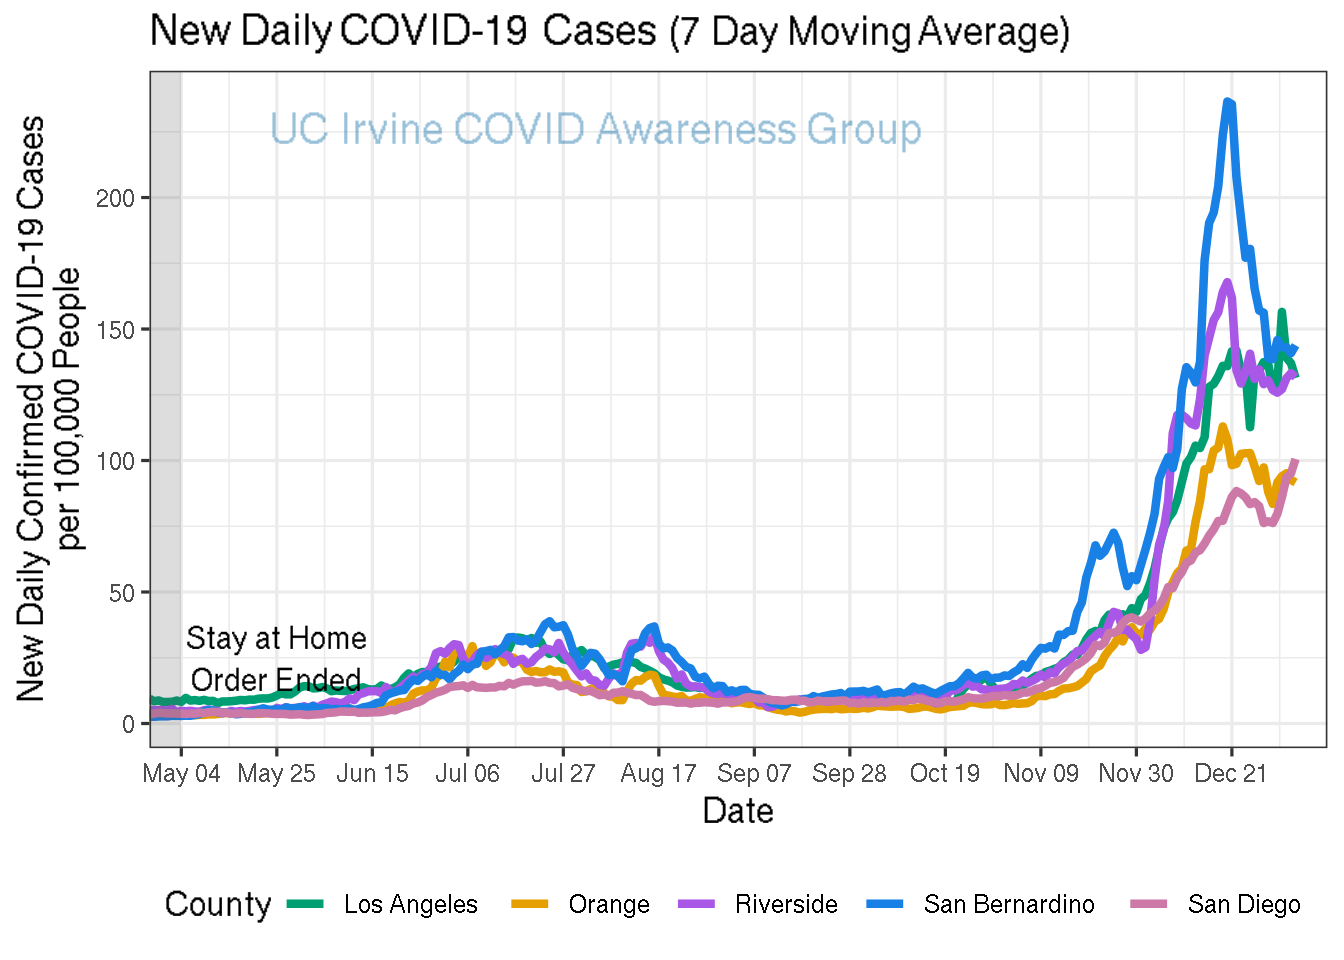 New Daily COVID-19 Cases (7 Day Moving Average)
UC Irvine COVID Awareness Group
New Daily Confirmed COVID-19 Cases
per 100,000 People
200
150
100
50
0
Stay at Home
Order Ended
May 04 May 25 Jun 15 Jul 06 Jul 27 Aug 17 Sep 07 Sep 28 Oct 19 Nov 09 Nov 30 Dec 21
Date
County Los Angeles Orange Riverside San Bernardino San Diego